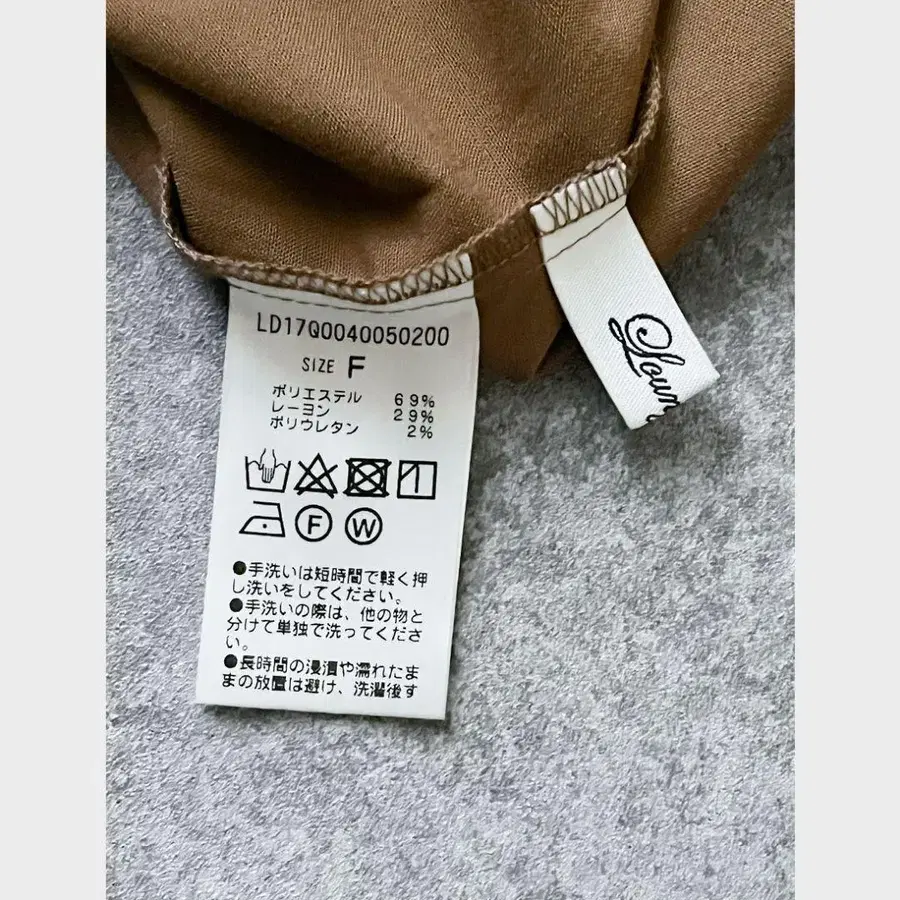 LD17Q0040050200
SIZE F
ポリエステル 69%
レーヨン 29%
ポリウレタン 2%
F W
●手洗いは短時間で軽く押
し洗いをしてください。
●手洗いの際は、他の物と
分けて単独で洗ってくださ
い。
●長時間の浸漬や濡れたま
まの放置は避け、洗濯後す